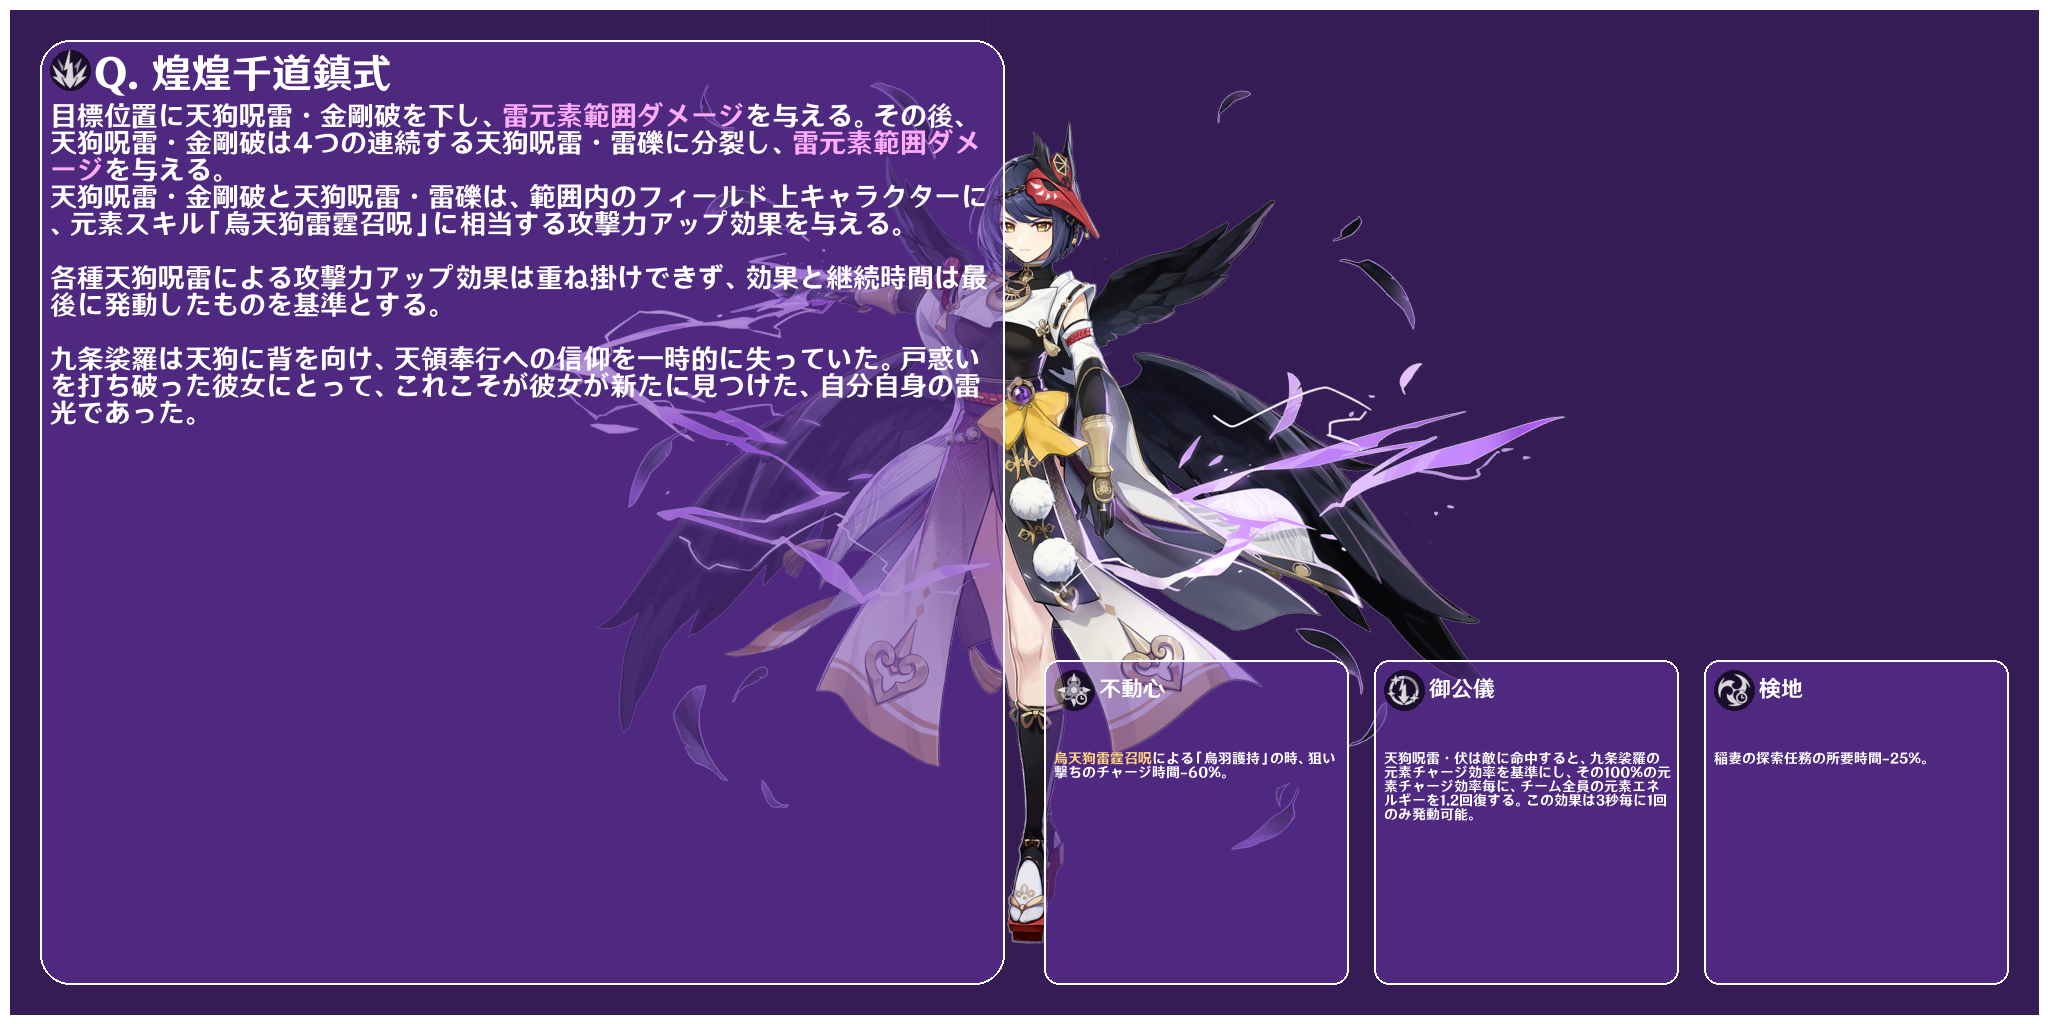 Q. 煌煌千道鎮式
目標位置に天狗呪雷・金剛破を下し、雷元素範囲ダメージを与える。その後、
天狗呪雷・金剛破は4つの連続する天狗呪雷・雷礫に分裂し、雷元素範囲ダメ
ージを与える。
天狗呪雷・金剛破と天狗呪雷・雷礫は、範囲内のフィールド上キャラクターに
、元素スキル「烏天狗雷霆召呪」に相当する攻撃力アップ効果を与える。
各種天狗呪雷による攻撃力アップ効果は重ね掛けできず、効果と継続時間は最
後に発動したものを基準とする。
九条裟羅は天狗に背を向け、天領奉行への信仰を一時的に失っていた。戸惑い
を打ち破った彼女にとって、これこそが彼女が新たに見つけた、自分自身の雷
光であった。
不動心
烏天狗雷霆召呪による「烏羽護持」の時、狙い
撃ちのチャージ時間-60%。
御公儀
天狗呪雷・伏は敵に命中すると、九条裟羅の
元素チャージ効率を基準にし、その100%の元
素チャージ効率毎に、チーム全員の元素エネ
ルギーを1.2回復する。この効果は3秒毎に1回
のみ発動可能。
検地
稲妻の探索任務の所要時間-25%。